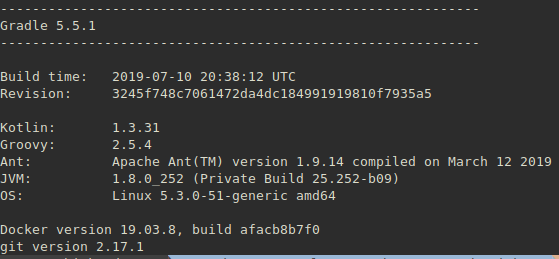 ------------------------------------------------------------
Gradle 5.5.1
------------------------------------------------------------
Build time:   2019-07-10 20:38:12 UTC
Revision:     3245f748c7061472da4dc184991919810f7935a5
Kotlin:       1.3.31
Groovy:       2.5.4
Ant:          Apache Ant(TM) version 1.9.14 compiled on March 12 2019
JVM:          1.8.0_252 (Private Build 25.252-b09)
OS:           Linux 5.3.0-51-generic amd64
Docker version 19.03.8, build afacb8b7f0
git version 2.17.1